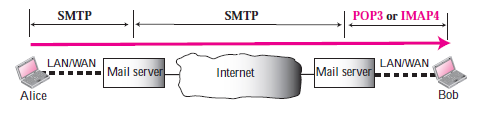 SMTP SMTP POP3 or IMAP4
LAN/WAN Mail server Internet Mail server LAN/WAN
Alice Bob